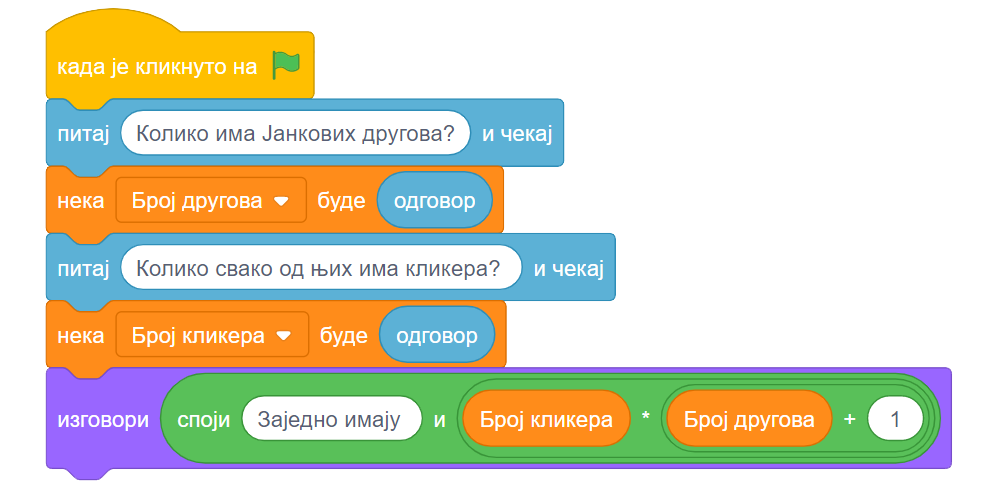 када је кликнуто на
питај Колико има Јанкових другова? и чекај
нека Број другова буде одговор
питај Колико свако од њих има кликера? и чекај
нека Број кликера буде одговор
изговори споји Заједно имају и Број кликера * Број другова + 1